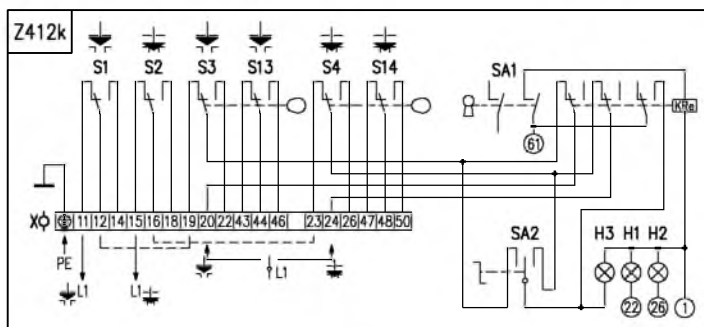 Z412k
S1 S2 S3 S13 S4 S14
SA1
KRe
61
X 11 12 14 15 16 18 19 20 22 43 44 46 23 24 26 47 48 50
SA2 H3 H1 H2
PE
L1 L1 L1
22 26 1